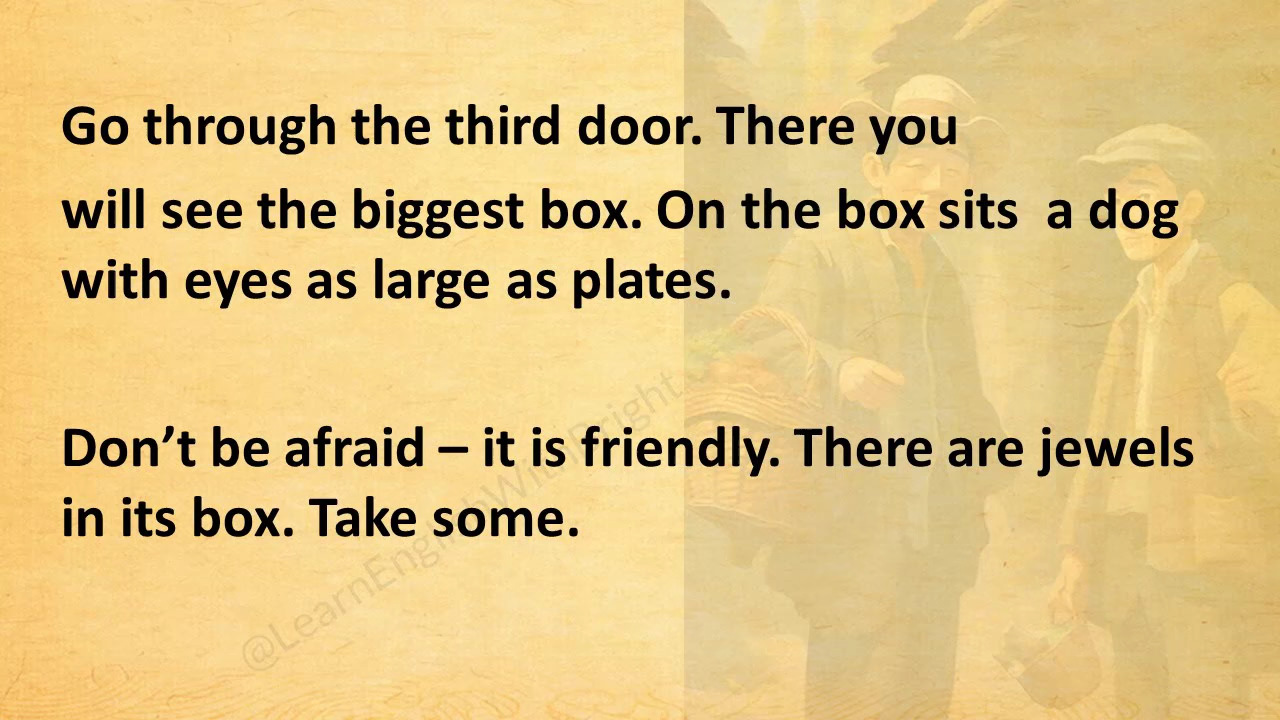 Go through the third door. There you
will see the biggest box. On the box sits  a dog
with eyes as large as plates.
Don’t be afraid – it is friendly. There are jewels
in its box. Take some.
@LearnEnglishWithBright